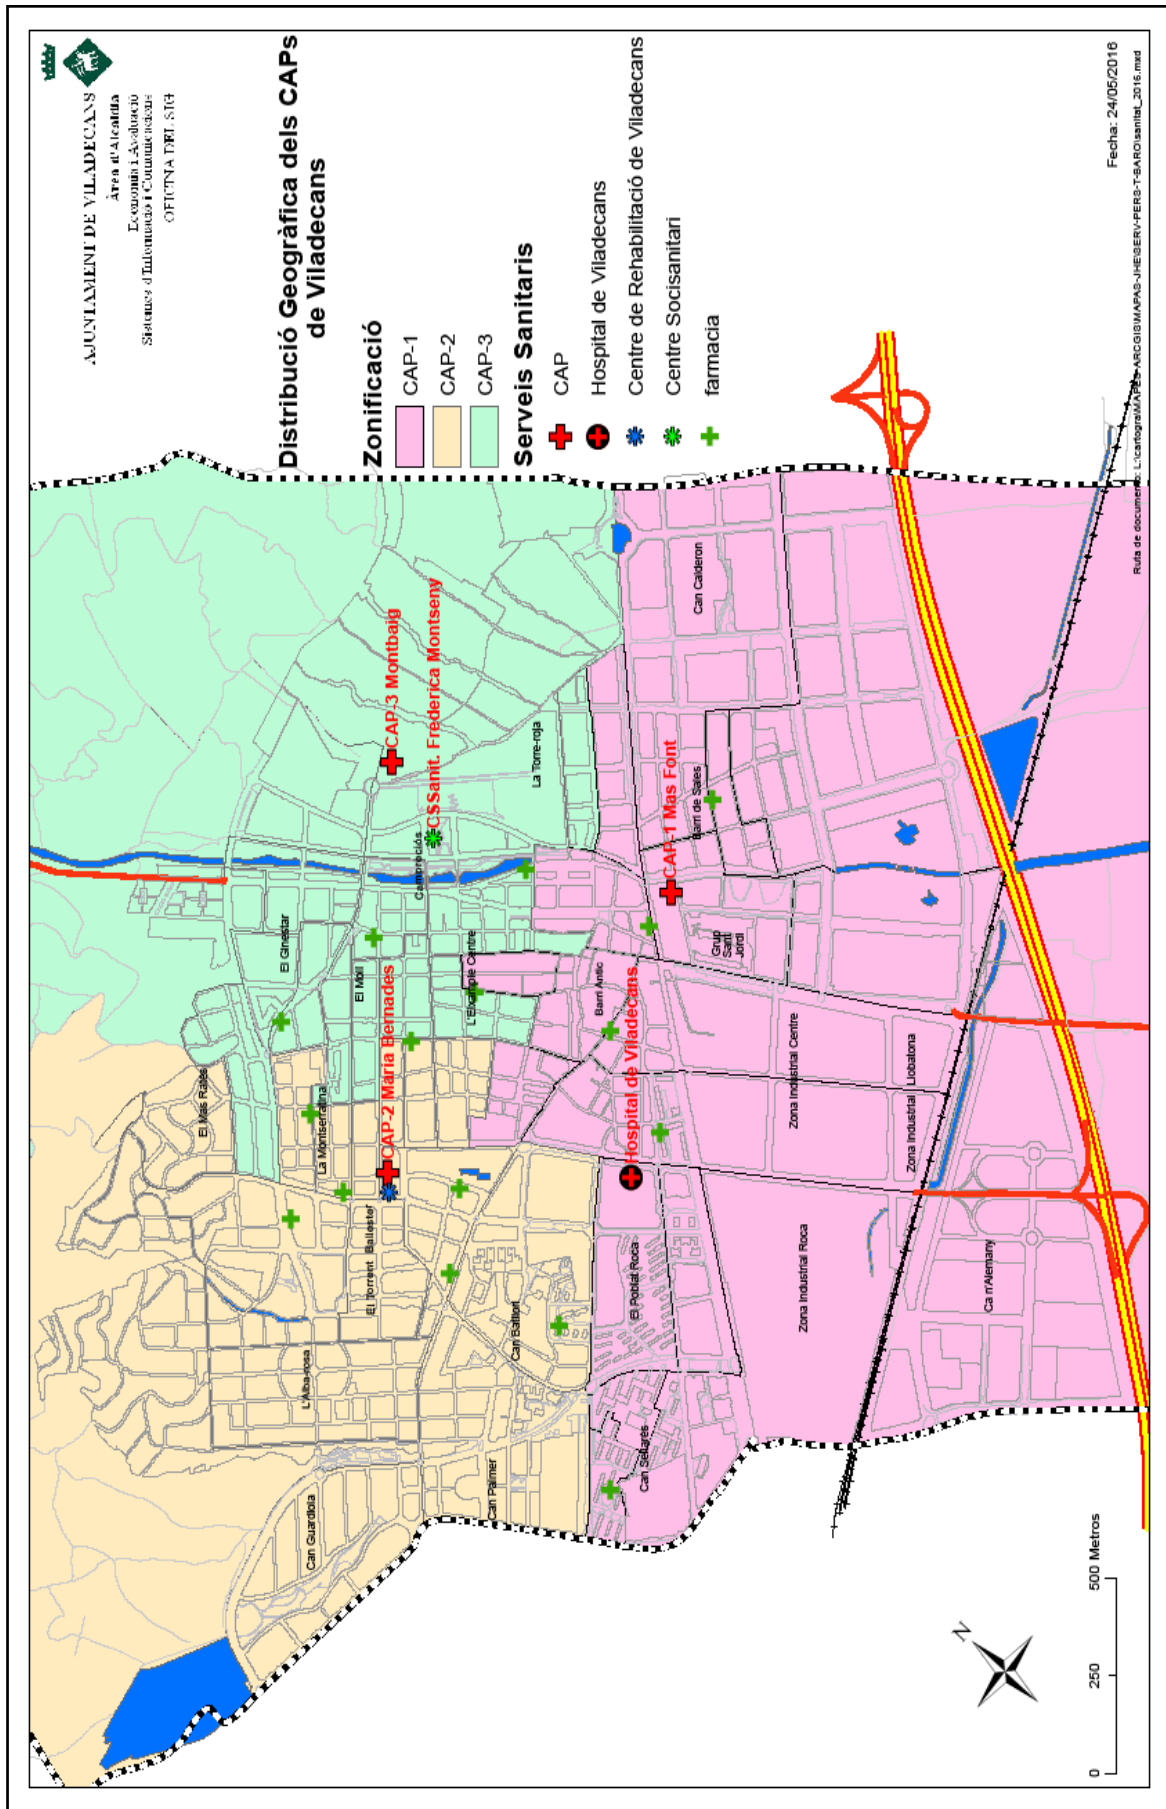 AJUNTAMENT DE VILADECANS
Àrea d'Alcaldia
Economia i Avaluació
Sistemes d'Informació i Comunicacions
OFICINA DEL SIG
Distribució Geogràfica dels CAPs
de Viladecans
Zonificació
CAP-1
CAP-2
CAP-3
Serveis Sanitaris
CAP
Hospital de Viladecans
Centre de Rehabilitació de Viladecans
Centre Socisanitari
farmacia
CAP-3 Montbaig
CSSanit. Frederica Montseny
CAP-2 Maria Bernades
CAP-1 Mas Font
Hospital de Viladecans
El Mas Ratés
El Ginestar
La Montserratina
El Molí
Camprociós
L'Eixample Centre
La Torre-roja
Can Calderon
Barri de Sales
Grup
Sant
Jordi
Barri Antic
El Torrent Ballester
L'Alba-rosa
Can Guardiola
Can Palmer
Can Batllori
El Poblat Roca
Can Sellarès
Zona Industrial Centre
Zona Industrial Llobatona
Zona Industrial Roca
Ca n'Alemany
N
0
250
500 Metros
Fecha: 24/05/2016